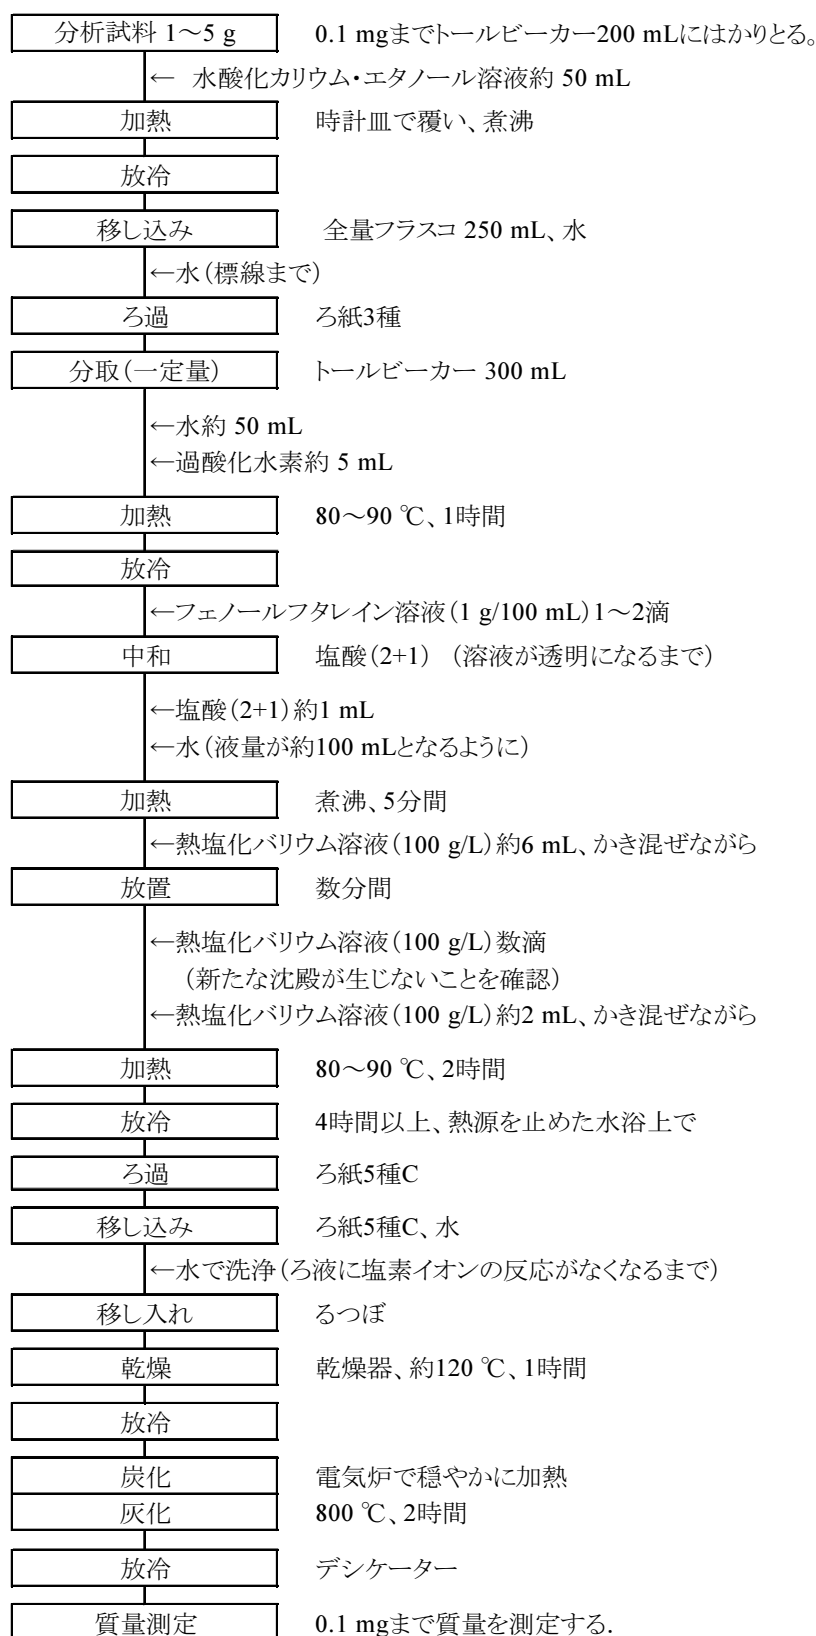 分析試料 1～5 g 0.1 mgまでトールビーカー200 mLにはかりとる。
← 水酸化カリウム・エタノール溶液約 50 mL
加熱 時計皿で覆い、煮沸
放冷
移し込み 全量フラスコ 250 mL、水
←水(標線まで)
ろ過 ろ紙3種
分取(一定量) トールビーカー 300 mL
←水約 50 mL
←過酸化水素約 5 mL
加熱 80～90 ℃、1時間
放冷
←フェノールフタレイン溶液(1 g/100 mL)1～2滴
中和 塩酸(2+1) (溶液が透明になるまで)
←塩酸(2+1)約1 mL
←水(液量が約100 mLとなるように)
加熱 煮沸、5分間
←熱塩化バリウム溶液(100 g/L)約6 mL、かき混ぜながら
放置 数分間
←熱塩化バリウム溶液(100 g/L)数滴
(新たな沈殿が生じないことを確認)
←熱塩化バリウム溶液(100 g/L)約2 mL、かき混ぜながら
加熱 80～90 ℃、2時間
放冷 4時間以上、熱源を止めた水浴上で
ろ過 ろ紙5種C
移し込み ろ紙5種C、水
←水で洗浄(ろ液に塩素イオンの反応がなくなるまで)
移し入れ るつぼ
乾燥 乾燥器、約120 ℃、1時間
放冷
炭化 電気炉で穏やかに加熱
灰化 800 ℃、2時間
放冷 デシケーター
質量測定 0.1 mgまで質量を測定する.